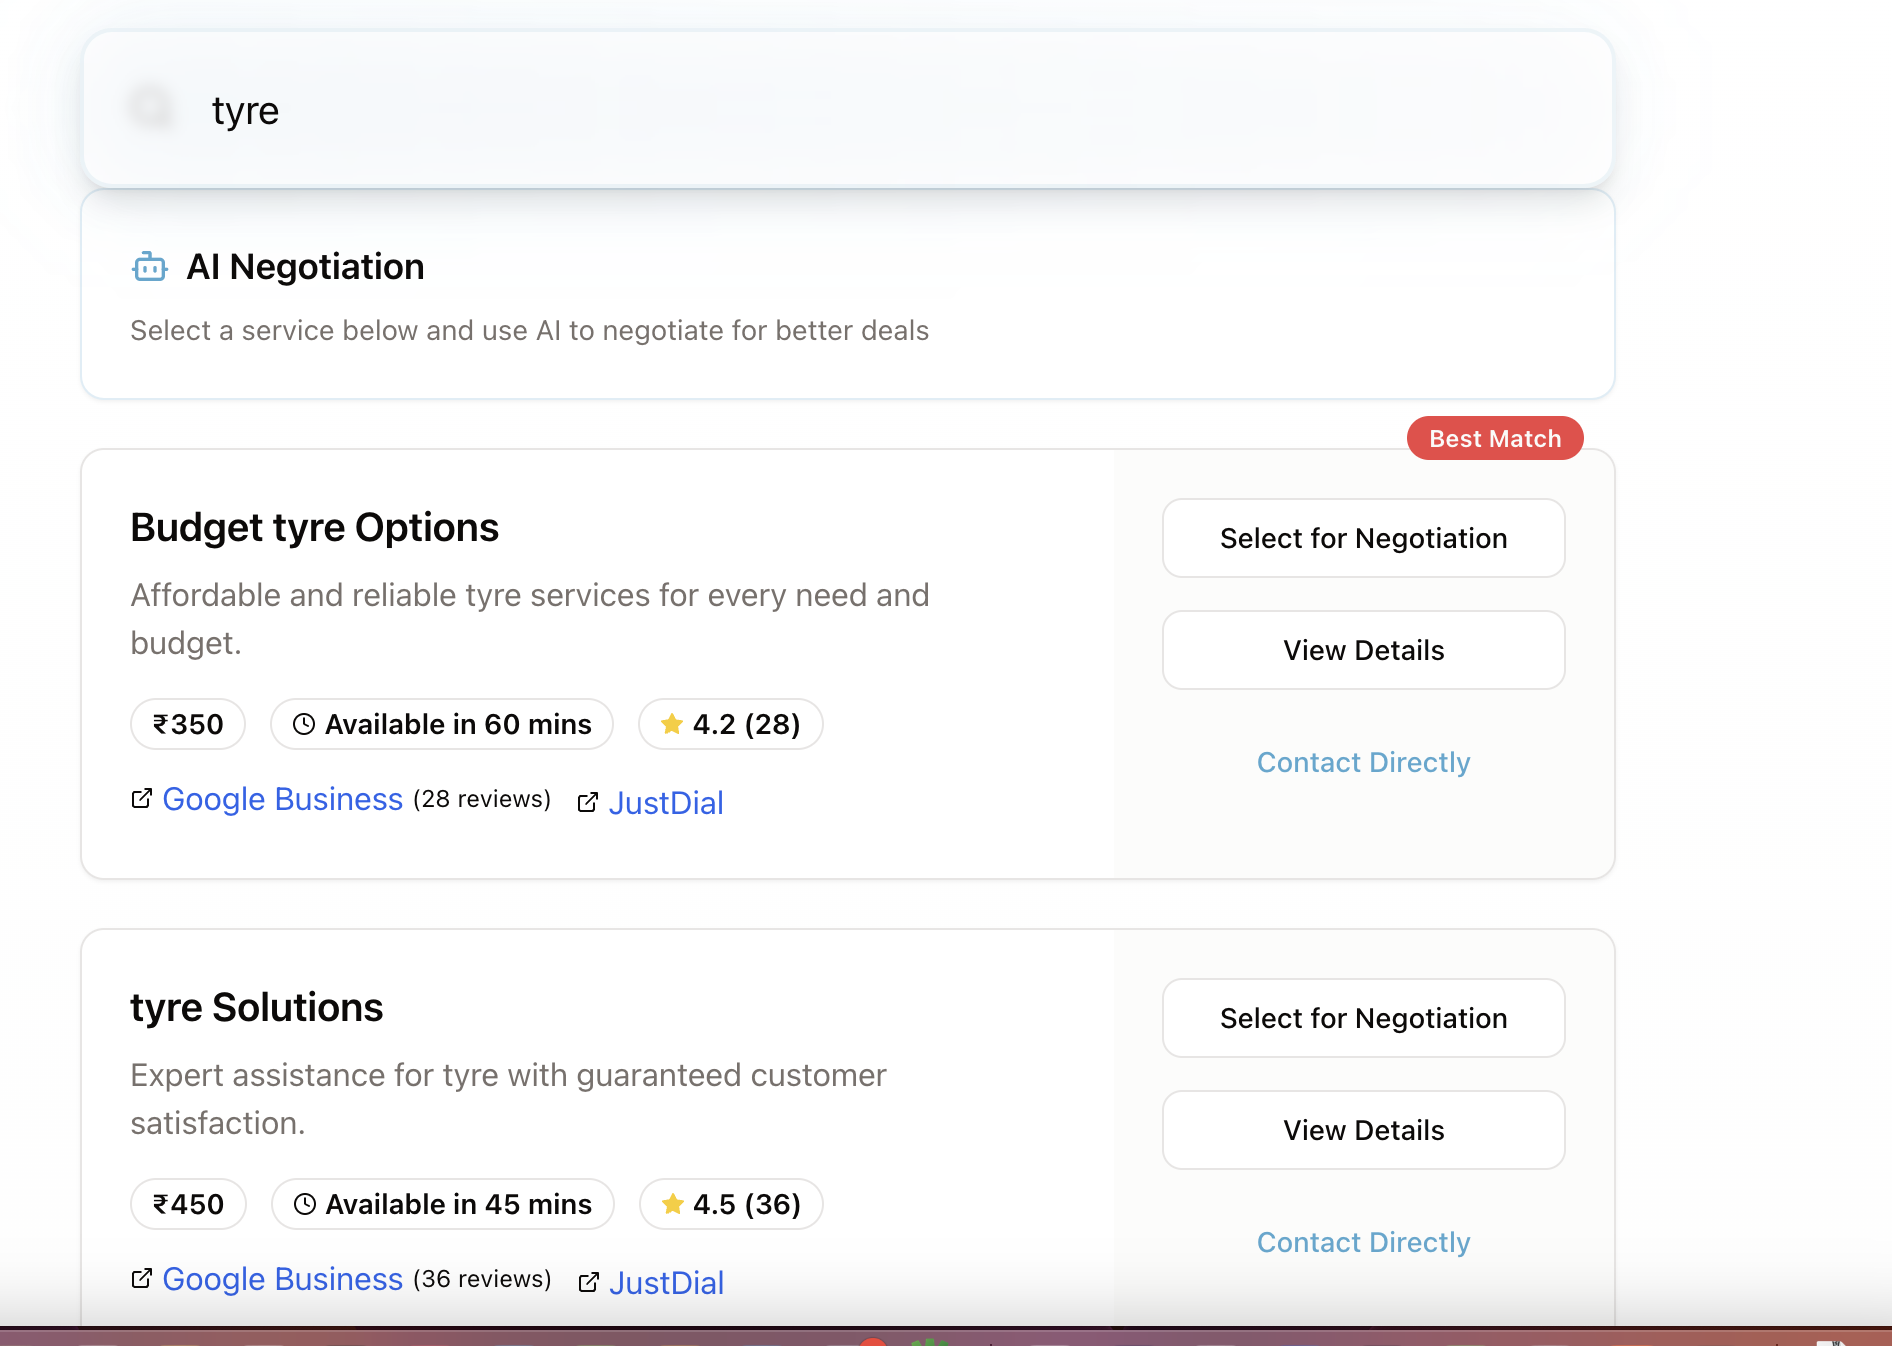 tyre
AI Negotiation
Select a service below and use AI to negotiate for better deals
Best Match
Budget tyre Options
Affordable and reliable tyre services for every need and
budget.
₹350
Available in 60 mins
4.2 (28)
Google Business (28 reviews)
JustDial
Select for Negotiation
View Details
Contact Directly
tyre Solutions
Expert assistance for tyre with guaranteed customer
satisfaction.
₹450
Available in 45 mins
4.5 (36)
Google Business (36 reviews)
JustDial
Select for Negotiation
View Details
Contact Directly